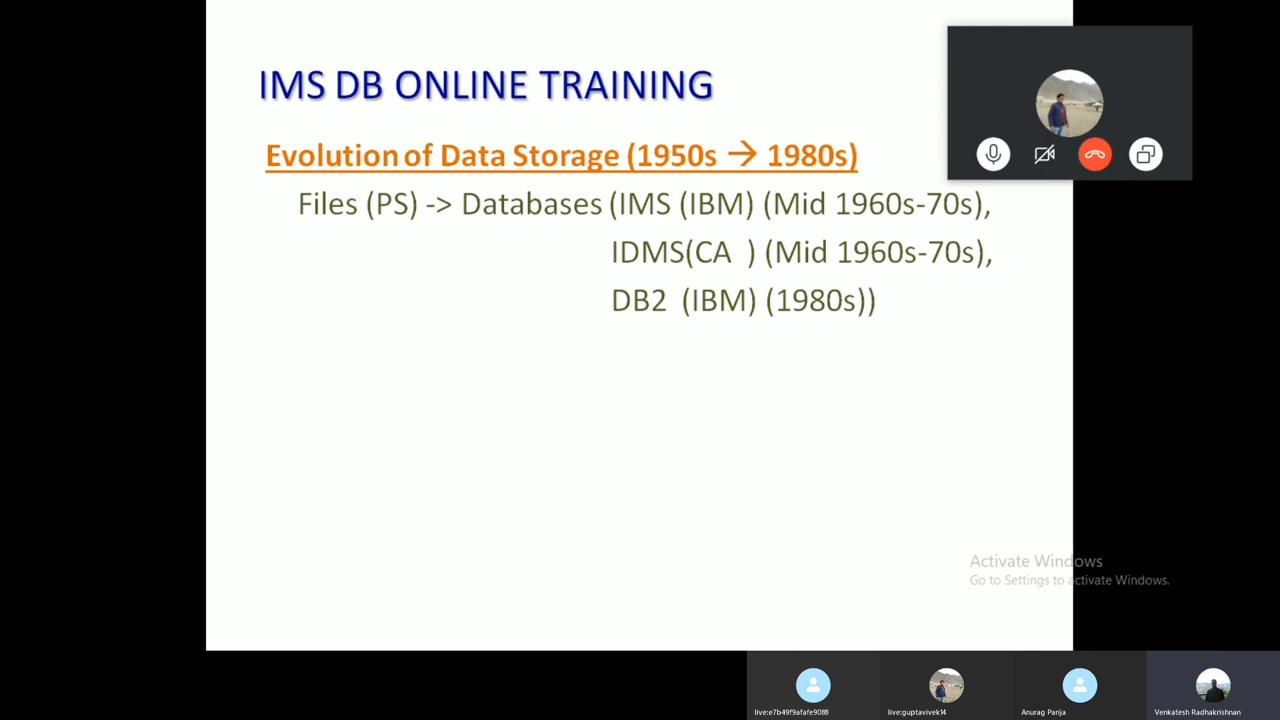 IMS DB ONLINE TRAINING
Evolution of Data Storage (1950s → 1980s)
Files (PS) -> Databases (IMS (IBM) (Mid 1960s-70s),
IDMS(CA ) (Mid 1960s-70s),
DB2 (IBM) (1980s))
Activate Windows
Go to Settings to activate Windows.
live:e7b49f9afafe9088
live:guptavivek14
Anurag Parija
Venkatesh Radhakrishnan